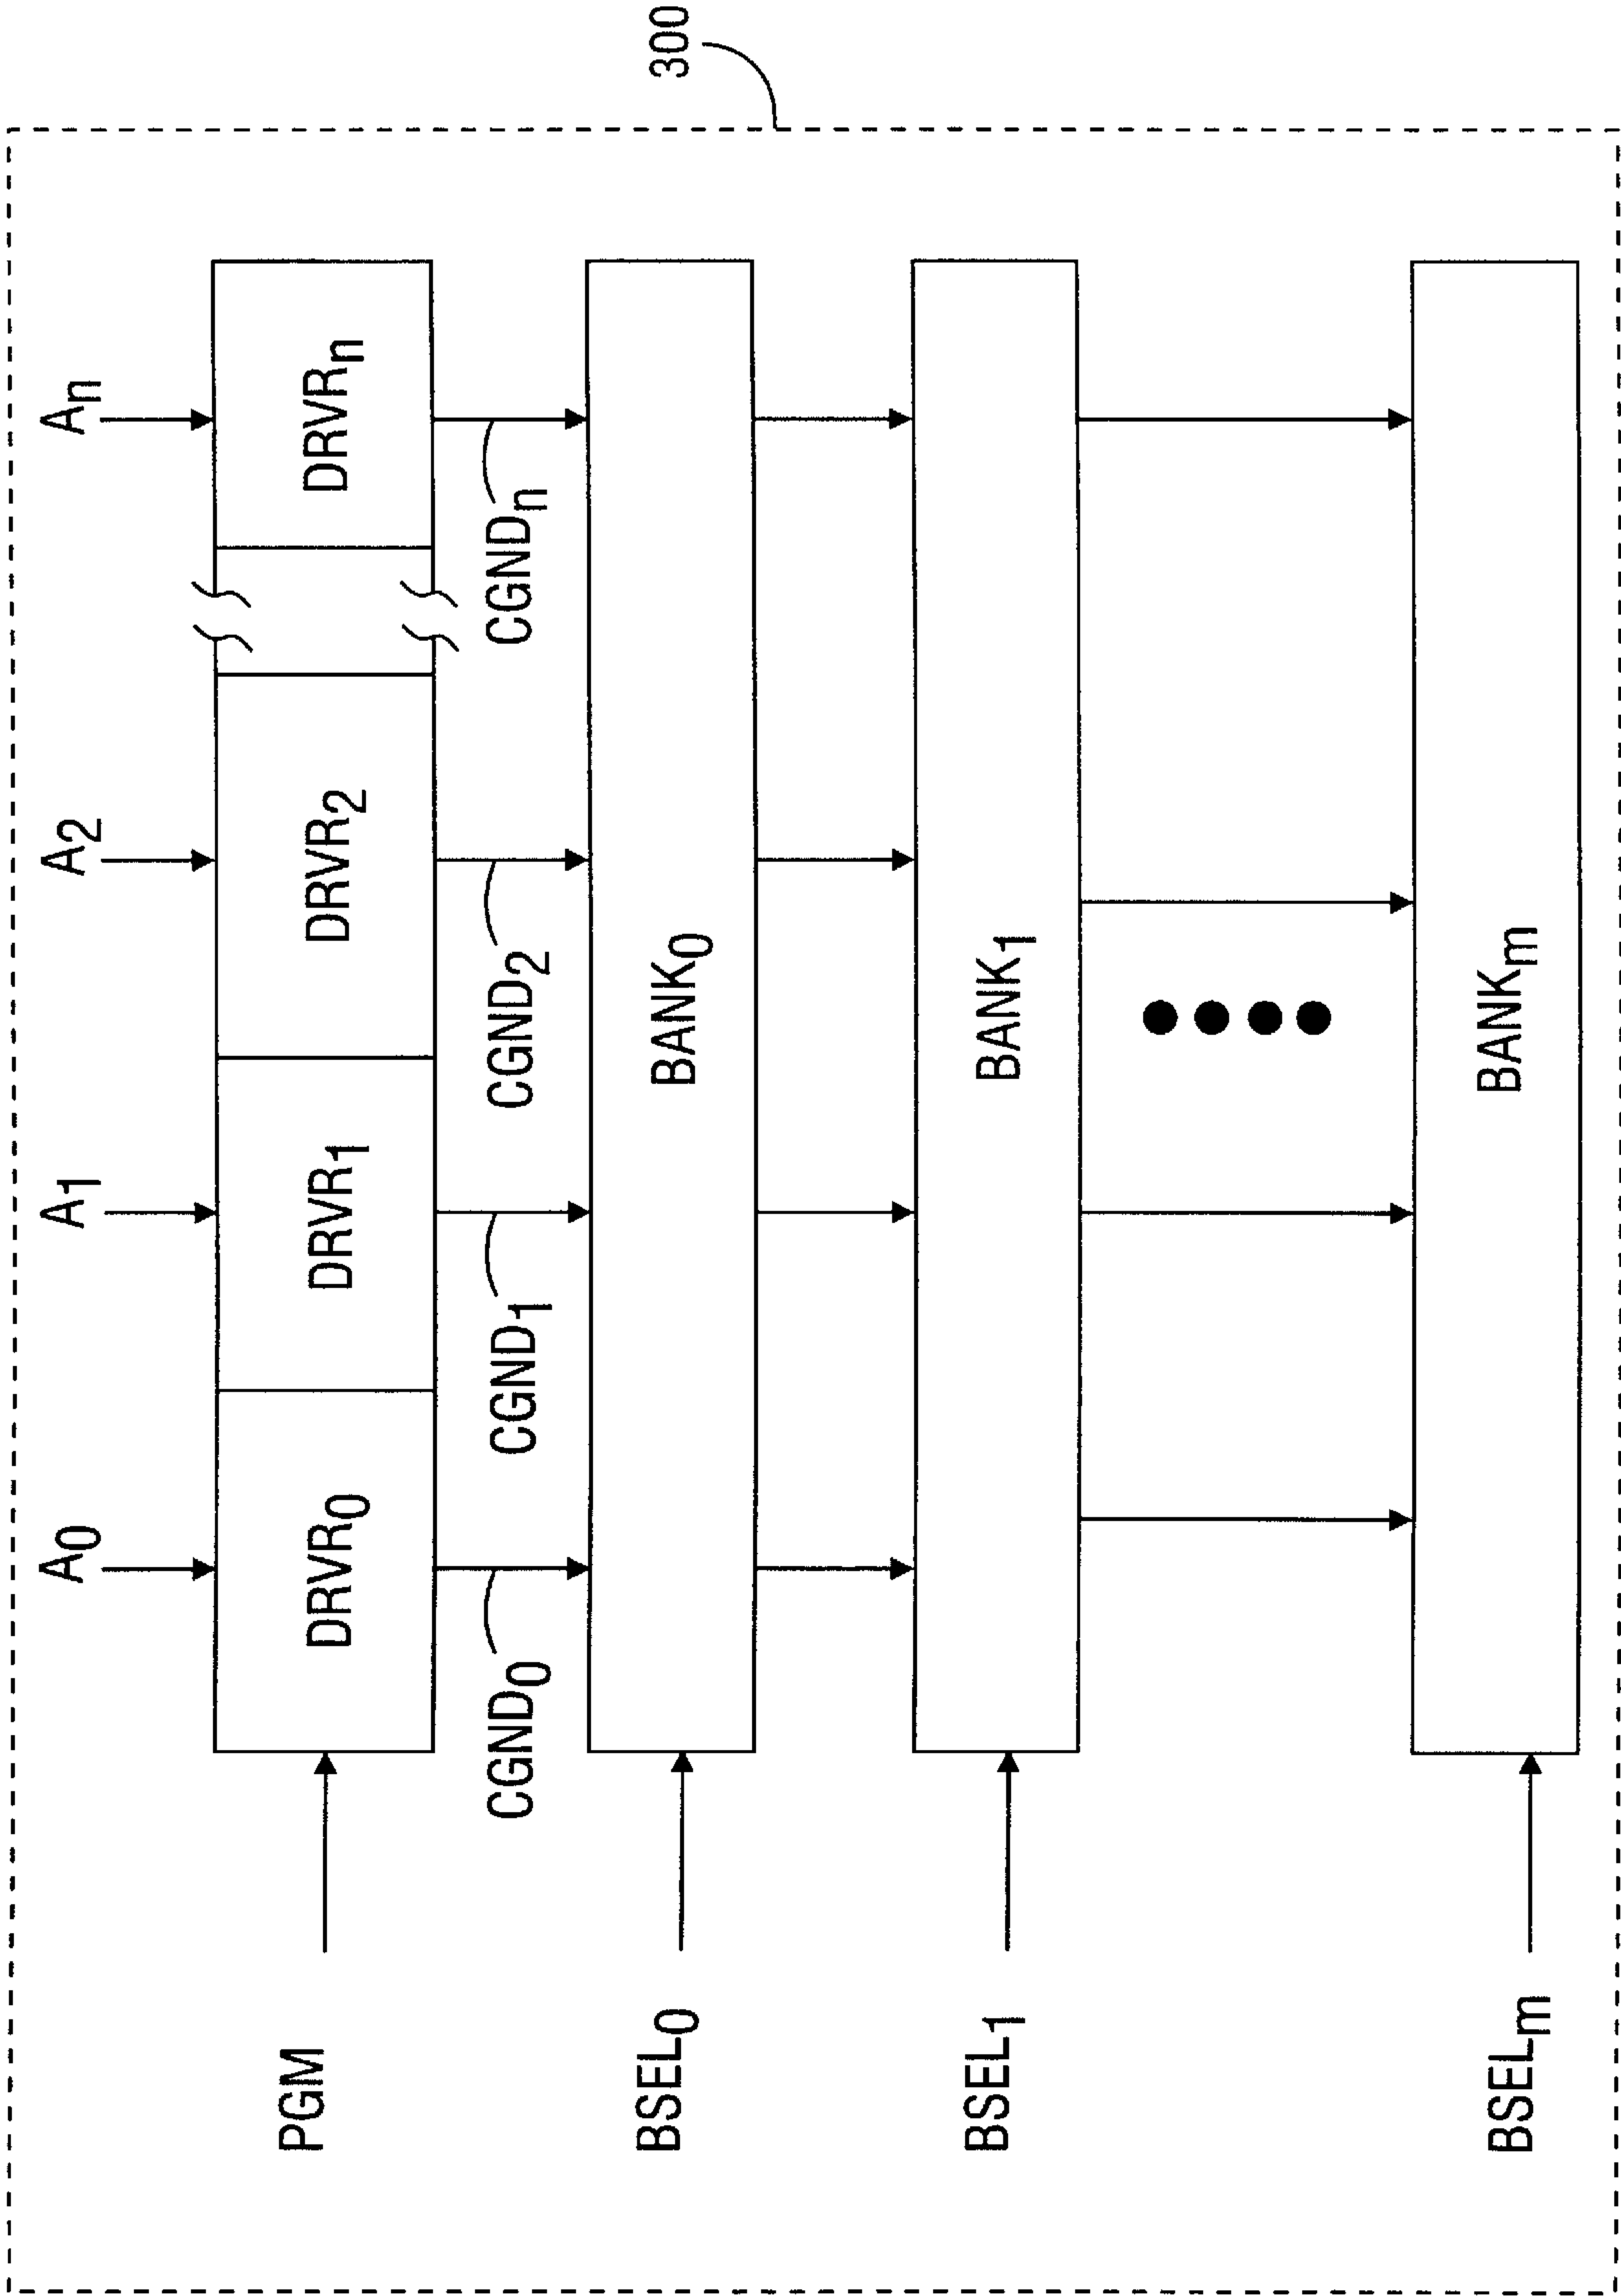 300
A0 A1 A2 An
PGM DRVR0 DRVR1 DRVR2 DRVRn
CGND0 CGND1 CGND2 CGNDn
BSEL0 BANK0
BSEL1 BANK1
BSELm BANKm